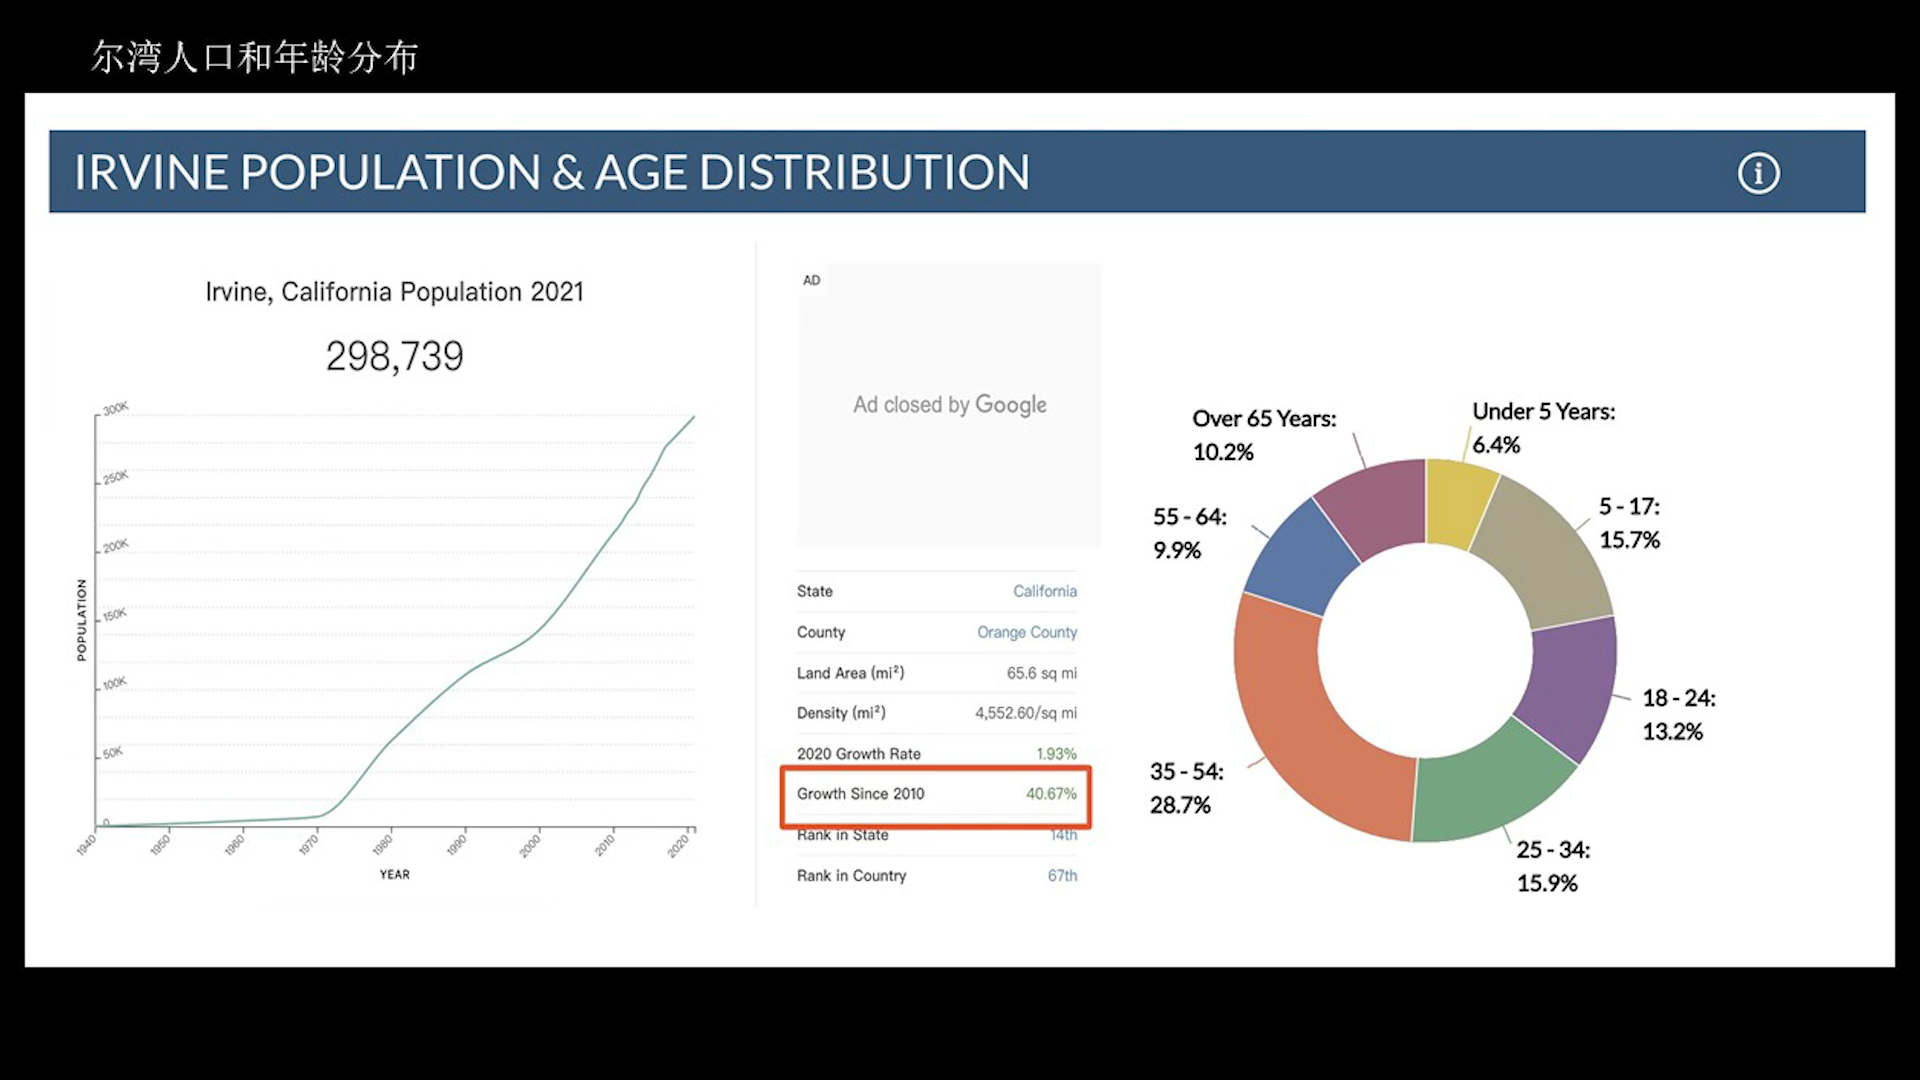 尔湾人口和年龄分布
IRVINE POPULATION & AGE DISTRIBUTION
i
Irvine, California Population 2021
298,739
300K
250K
200K
150K
100K
50K
0
POPULATION
1940
1950
1960
1970
1980
1990
2000
2010
2020
YEAR
AD
Ad closed by Google
State California
County Orange County
Land Area (mi²) 65.6 sq mi
Density (mi²) 4,552.60/sq mi
2020 Growth Rate 1.93%
Growth Since 2010 40.67%
Rank in State 14th
Rank in Country 67th
Over 65 Years:
10.2%
Under 5 Years:
6.4%
5 - 17:
15.7%
18 - 24:
13.2%
25 - 34:
15.9%
35 - 54:
28.7%
55 - 64:
9.9%